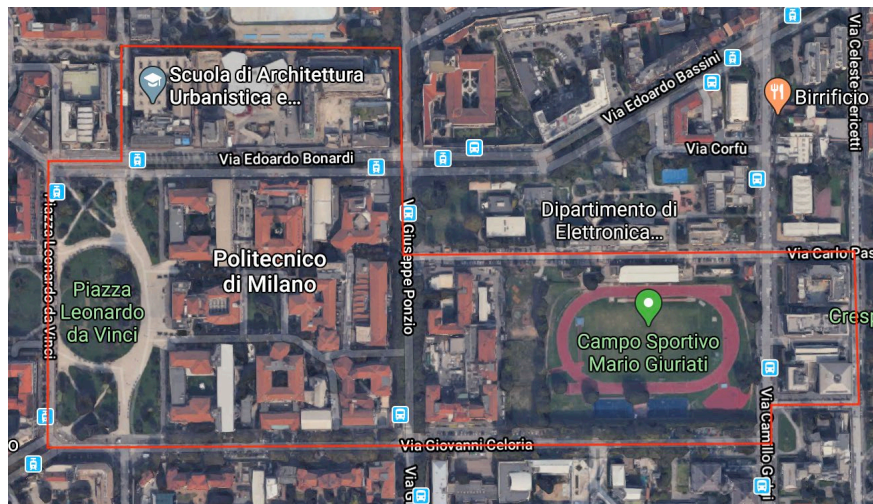 Scuola di Architettura
Urbanistica e...
Via Edoardo Bassini
Birrificio
Via Celeste
Via Edoardo Bonardi
Via Corfù
Piazza Leonardo da Vinci
Piazza
Leonardo
da Vinci
Politecnico
di Milano
Via Giuseppe Ponzio
Dipartimento di
Elettronica...
Via Carlo Pas
Campo Sportivo
Mario Giuriati
Cresp
Via Giovanni Celoria
Via Camillo
Via G
O